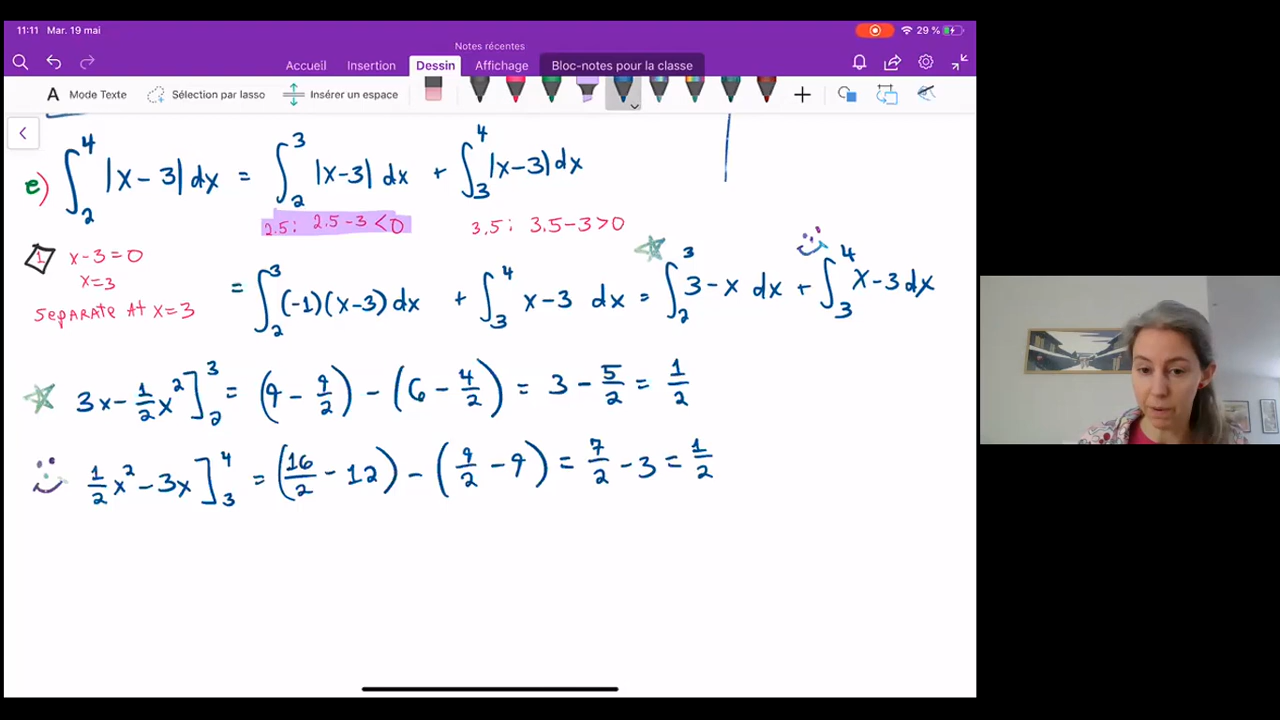 11:11 Mar. 19 mai
29 %
Notes récentes
Accueil Insertion Dessin Affichage Bloc-notes pour la classe
A Mode Texte Sélection par lasso Insérer un espace
e) ∫₂⁴ |x-3| dx = ∫₂³ |x-3| dx + ∫₃⁴ |x-3| dx
2.5: 2.5-3 <0 3.5: 3.5-3>0
1 x-3=0
x=3
SEPARATE AT x=3
= ∫₂³ (-1)(x-3) dx + ∫₃⁴ x-3 dx = ∫₂³ 3-x dx + ∫₃⁴ x-3 dx
3x - 1/2 x² ]₂³ = (9 - 9/2) - (6 - 4/2) = 3 - 5/2 = 1/2
1/2 x² - 3x ]₃⁴ = (16/2 - 12) - (9/2 - 9) = 7/2 - 3 = 1/2